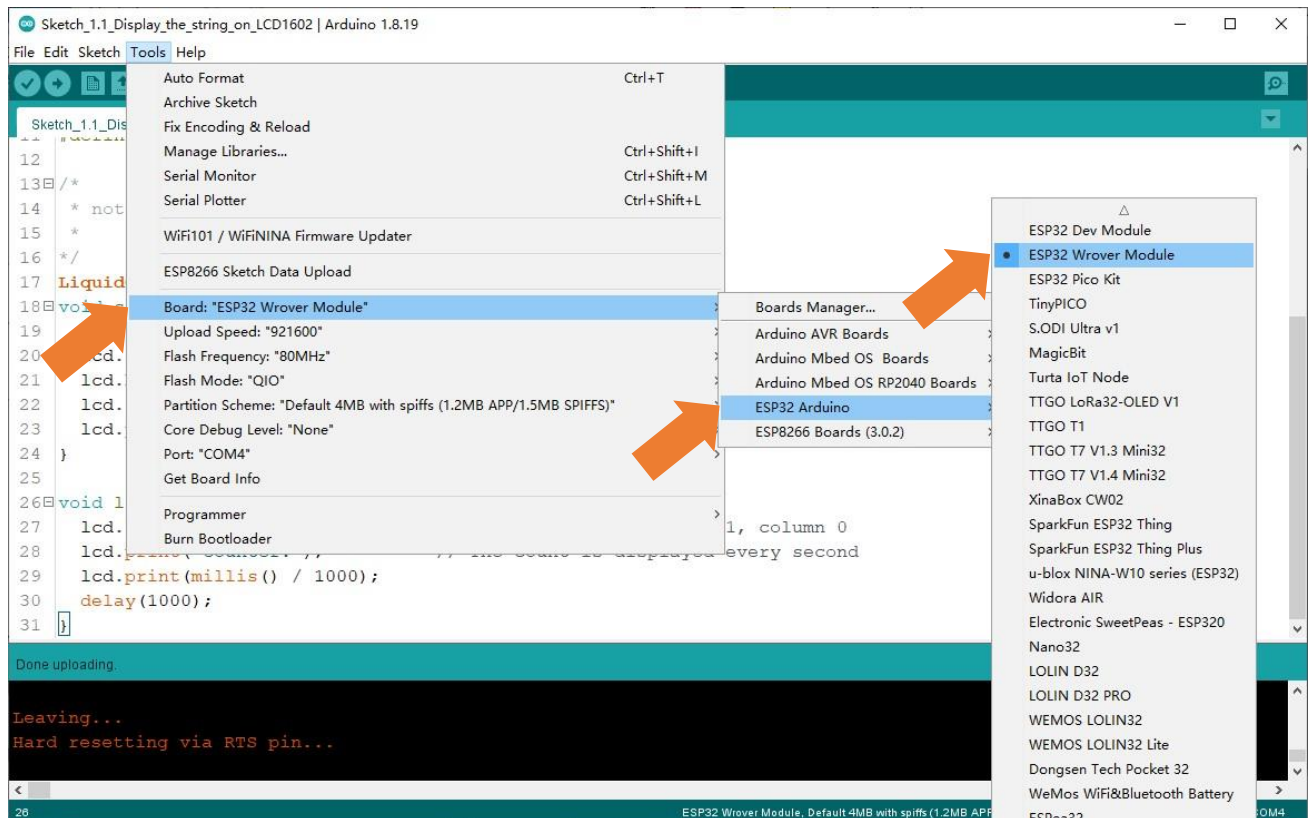 Sketch_1.1_Display_the_string_on_LCD1602 | Arduino 1.8.19
File Edit Sketch Tools Help
Sketch_1.1_Dis
Auto Format Ctrl+T
Archive Sketch
Fix Encoding & Reload
Manage Libraries... Ctrl+Shift+I
Serial Monitor Ctrl+Shift+M
Serial Plotter Ctrl+Shift+L
WiFi101 / WiFiNINA Firmware Updater
ESP8266 Sketch Data Upload
Board: "ESP32 Wrover Module"
Upload Speed: "921600"
Flash Frequency: "80MHz"
Flash Mode: "QIO"
Partition Scheme: "Default 4MB with spiffs (1.2MB APP/1.5MB SPIFFS)"
Core Debug Level: "None"
Port: "COM4"
Get Board Info
Programmer
Burn Bootloader
Boards Manager...
Arduino AVR Boards
Arduino Mbed OS Boards
Arduino Mbed OS RP2040 Boards
ESP32 Arduino
ESP8266 Boards (3.0.2)
ESP32 Dev Module
ESP32 Wrover Module
ESP32 Pico Kit
TinyPICO
S.ODI Ultra v1
MagicBit
Turta IoT Node
TTGO LoRa32-OLED V1
TTGO T1
TTGO T7 V1.3 Mini32
TTGO T7 V1.4 Mini32
XinaBox CW02
SparkFun ESP32 Thing
SparkFun ESP32 Thing Plus
u-blox NINA-W10 series (ESP32)
Widora AIR
Electronic SweetPeas - ESP320
Nano32
LOLIN D32
LOLIN D32 PRO
WEMOS LOLIN32
WEMOS LOLIN32 Lite
Dongsen Tech Pocket 32
WeMos WiFi&Bluetooth Battery
12
13 /*
14 * not
15 *
16 */
17 Liquid
18 void s
19
20 lcd.
21 lcd.
22 lcd.
23 lcd.
24 }
25
26 void l
27 lcd. 1, column 0
28 lcd.print("counter:"); // The count is displayed every second
29 lcd.print(millis() / 1000);
30 delay(1000);
31 }
Done uploading.
Leaving...
Hard resetting via RTS pin...
26 ESP32 Wrover Module, Default 4MB with spiffs (1.2MB APP OM4